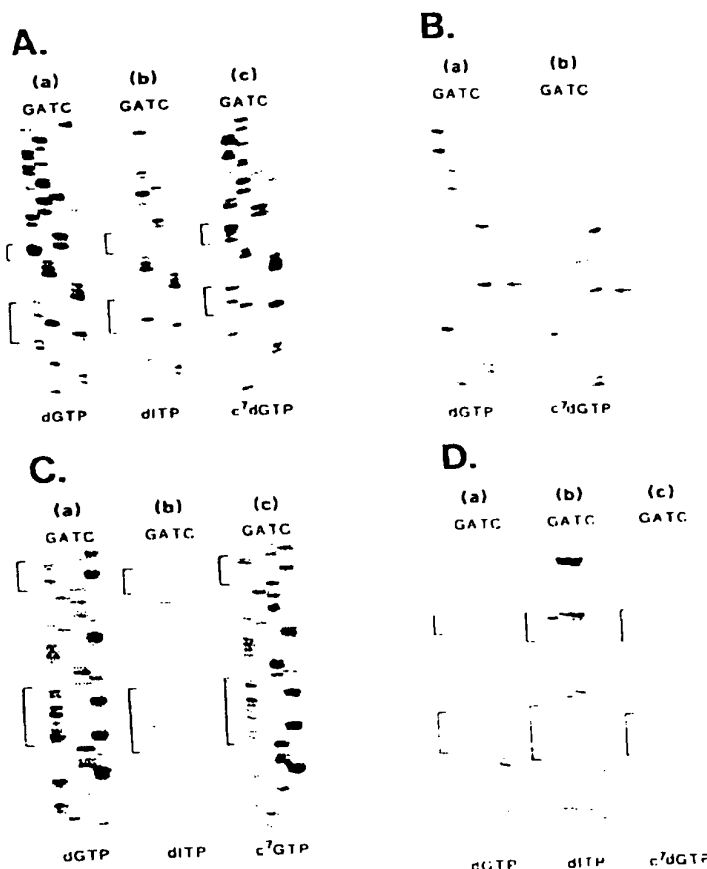 A.
(a) (b) (c)
GATC GATC GATC
dGTP dITP c⁷dGTP
B.
(a) (b)
GATC GATC
dGTP c⁷dGTP
C.
(a) (b) (c)
GATC GATC GATC
dGTP dITP c⁷GTP
D.
(a) (b) (c)
GATC GATC GATC
dGTP dITP c⁷dGTP